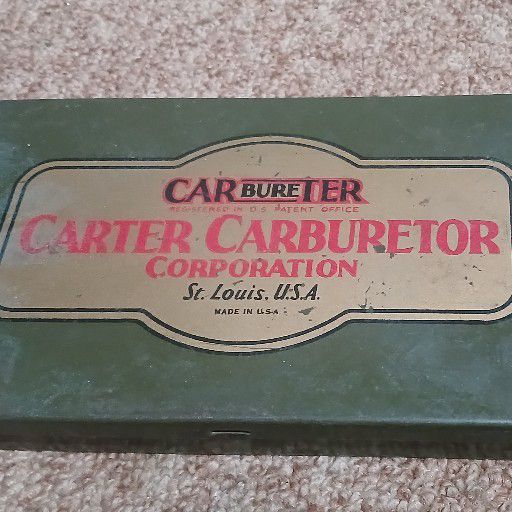 CARBURETER
REGISTERED IN U.S. PATENT OFFICE
CARTER CARBURETOR
CORPORATION
St. Louis, U.S.A.
MADE IN U.S.A